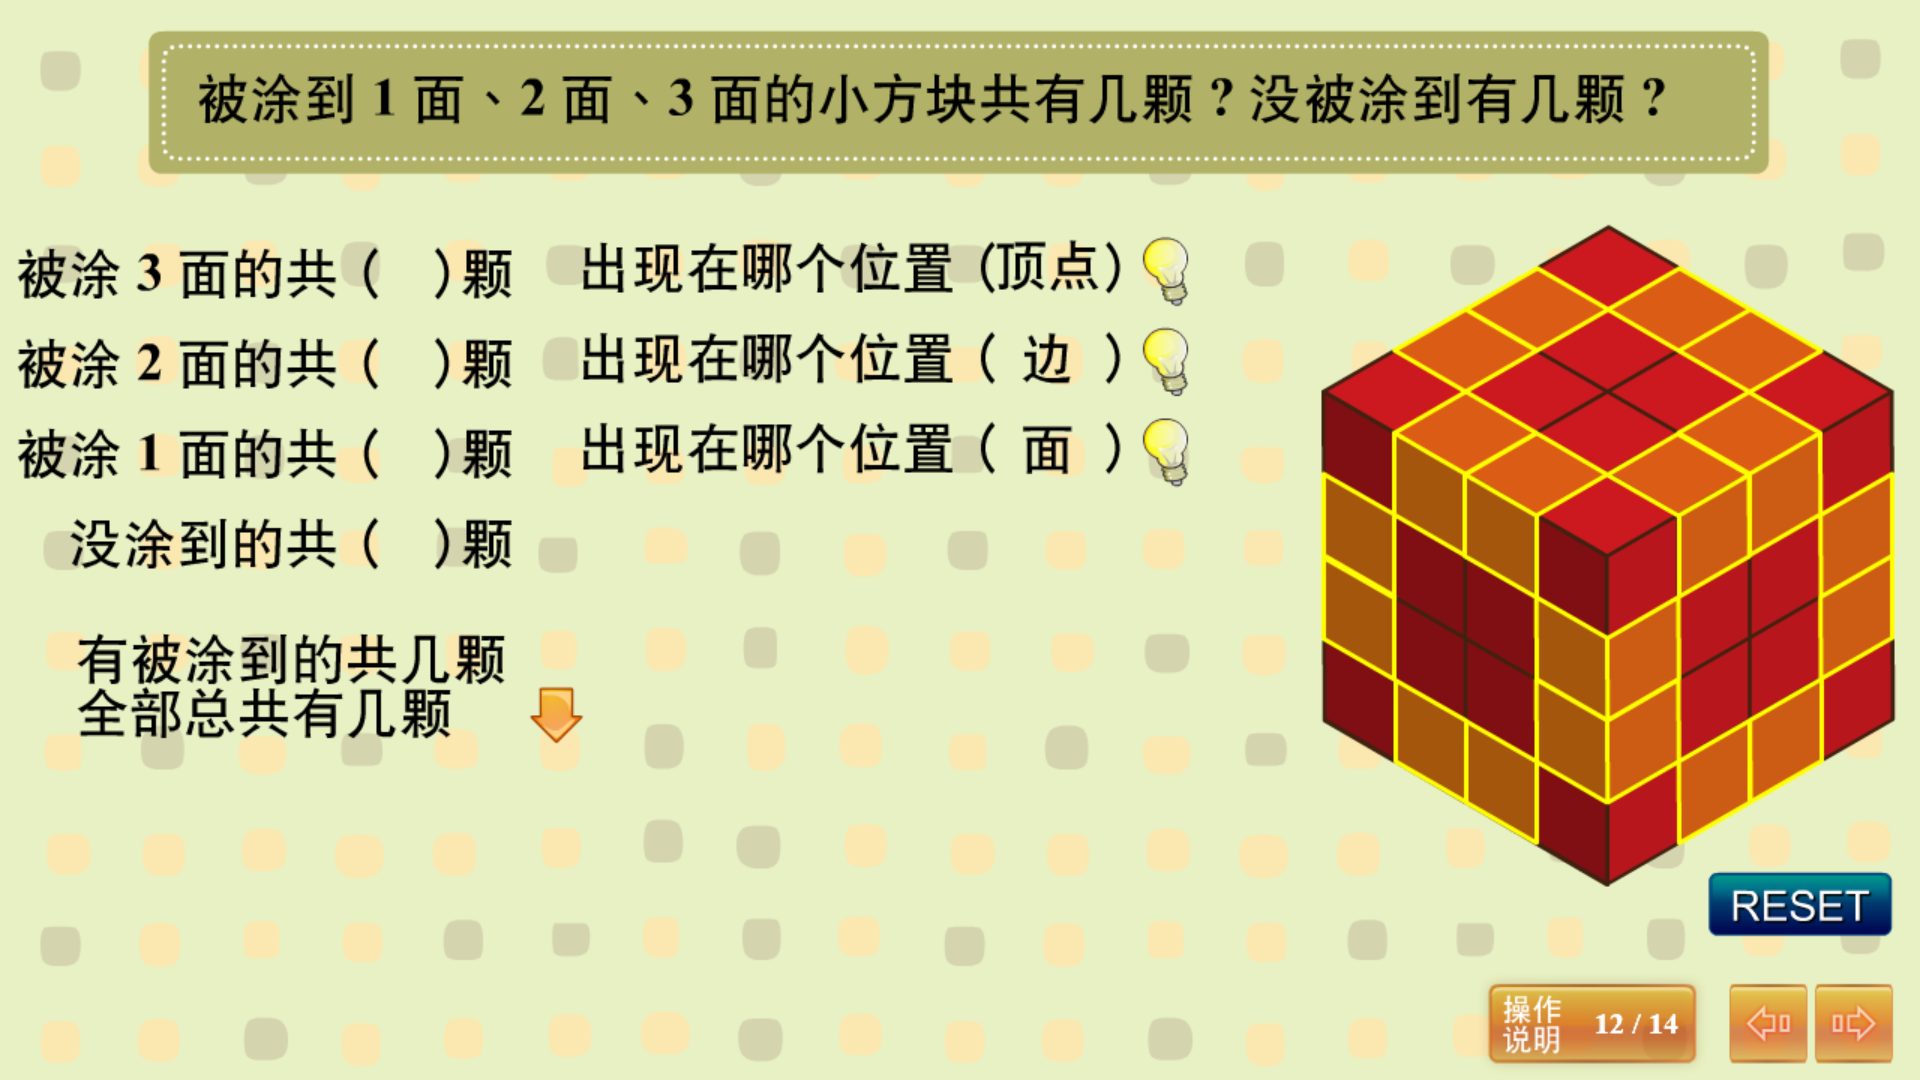 被涂到 1 面、2 面、3 面的小方块共有几颗？没被涂到有几颗？
被涂 3 面的共（　）颗　出现在哪个位置（顶点）
被涂 2 面的共（　）颗　出现在哪个位置（ 边 ）
被涂 1 面的共（　）颗　出现在哪个位置（ 面 ）
没涂到的共（　）颗
有被涂到的共几颗
全部总共有几颗
RESET
操作
说明
12 / 14